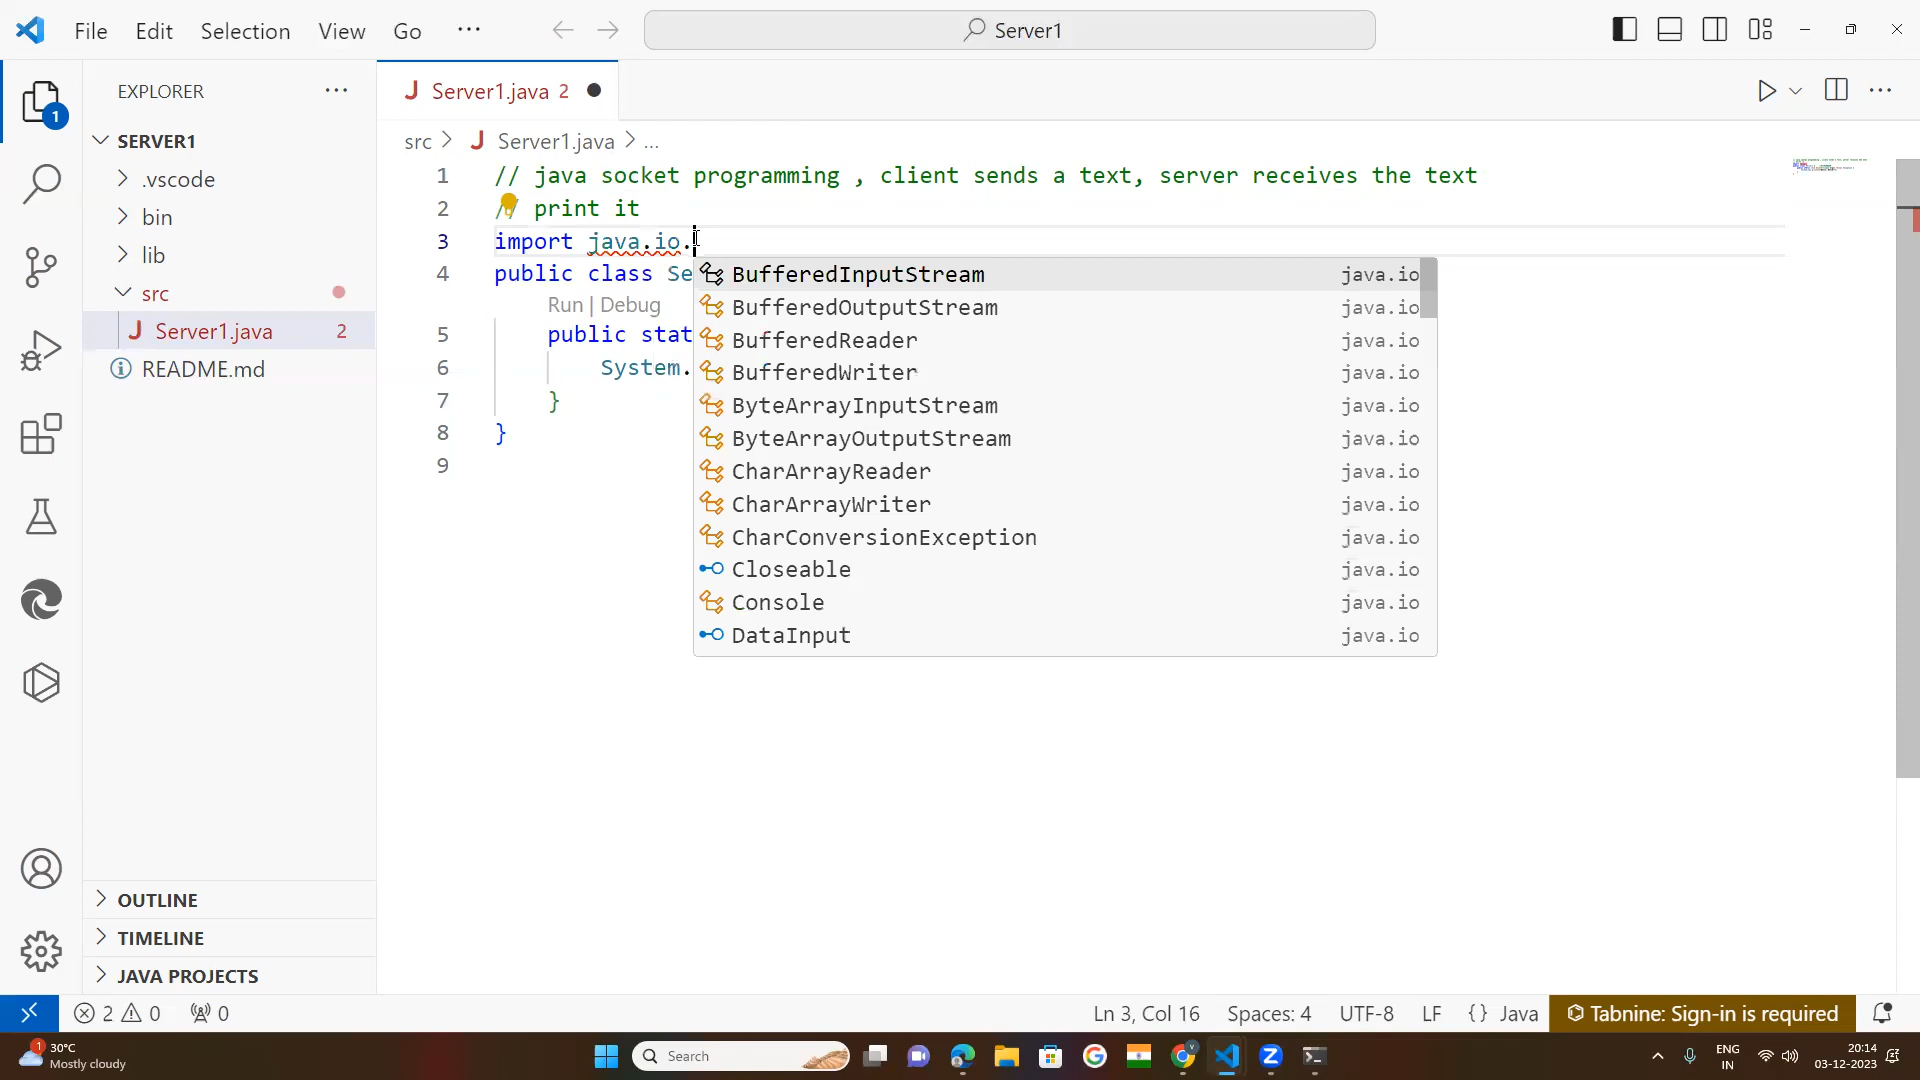 File Edit Selection View Go ···
Server1
EXPLORER ···
SERVER1
.vscode
bin
lib
src
Server1.java 2
README.md
OUTLINE
TIMELINE
JAVA PROJECTS
1
Server1.java 2
src > Server1.java > ...
1 // java socket programming , client sends a text, server receives the text
2 // print it
3 import java.io.
4 public class Se
Run | Debug
5 public stat
6 System.
7 }
8 }
9
BufferedInputStream java.io
BufferedOutputStream java.io
BufferedReader java.io
BufferedWriter java.io
ByteArrayInputStream java.io
ByteArrayOutputStream java.io
CharArrayReader java.io
CharArrayWriter java.io
CharConversionException java.io
Closeable java.io
Console java.io
DataInput java.io
2 0 0 Ln 3, Col 16 Spaces: 4 UTF-8 LF { } Java Tabnine: Sign-in is required
1 30°C
Mostly cloudy
Search
ENG
IN
20:14
03-12-2023